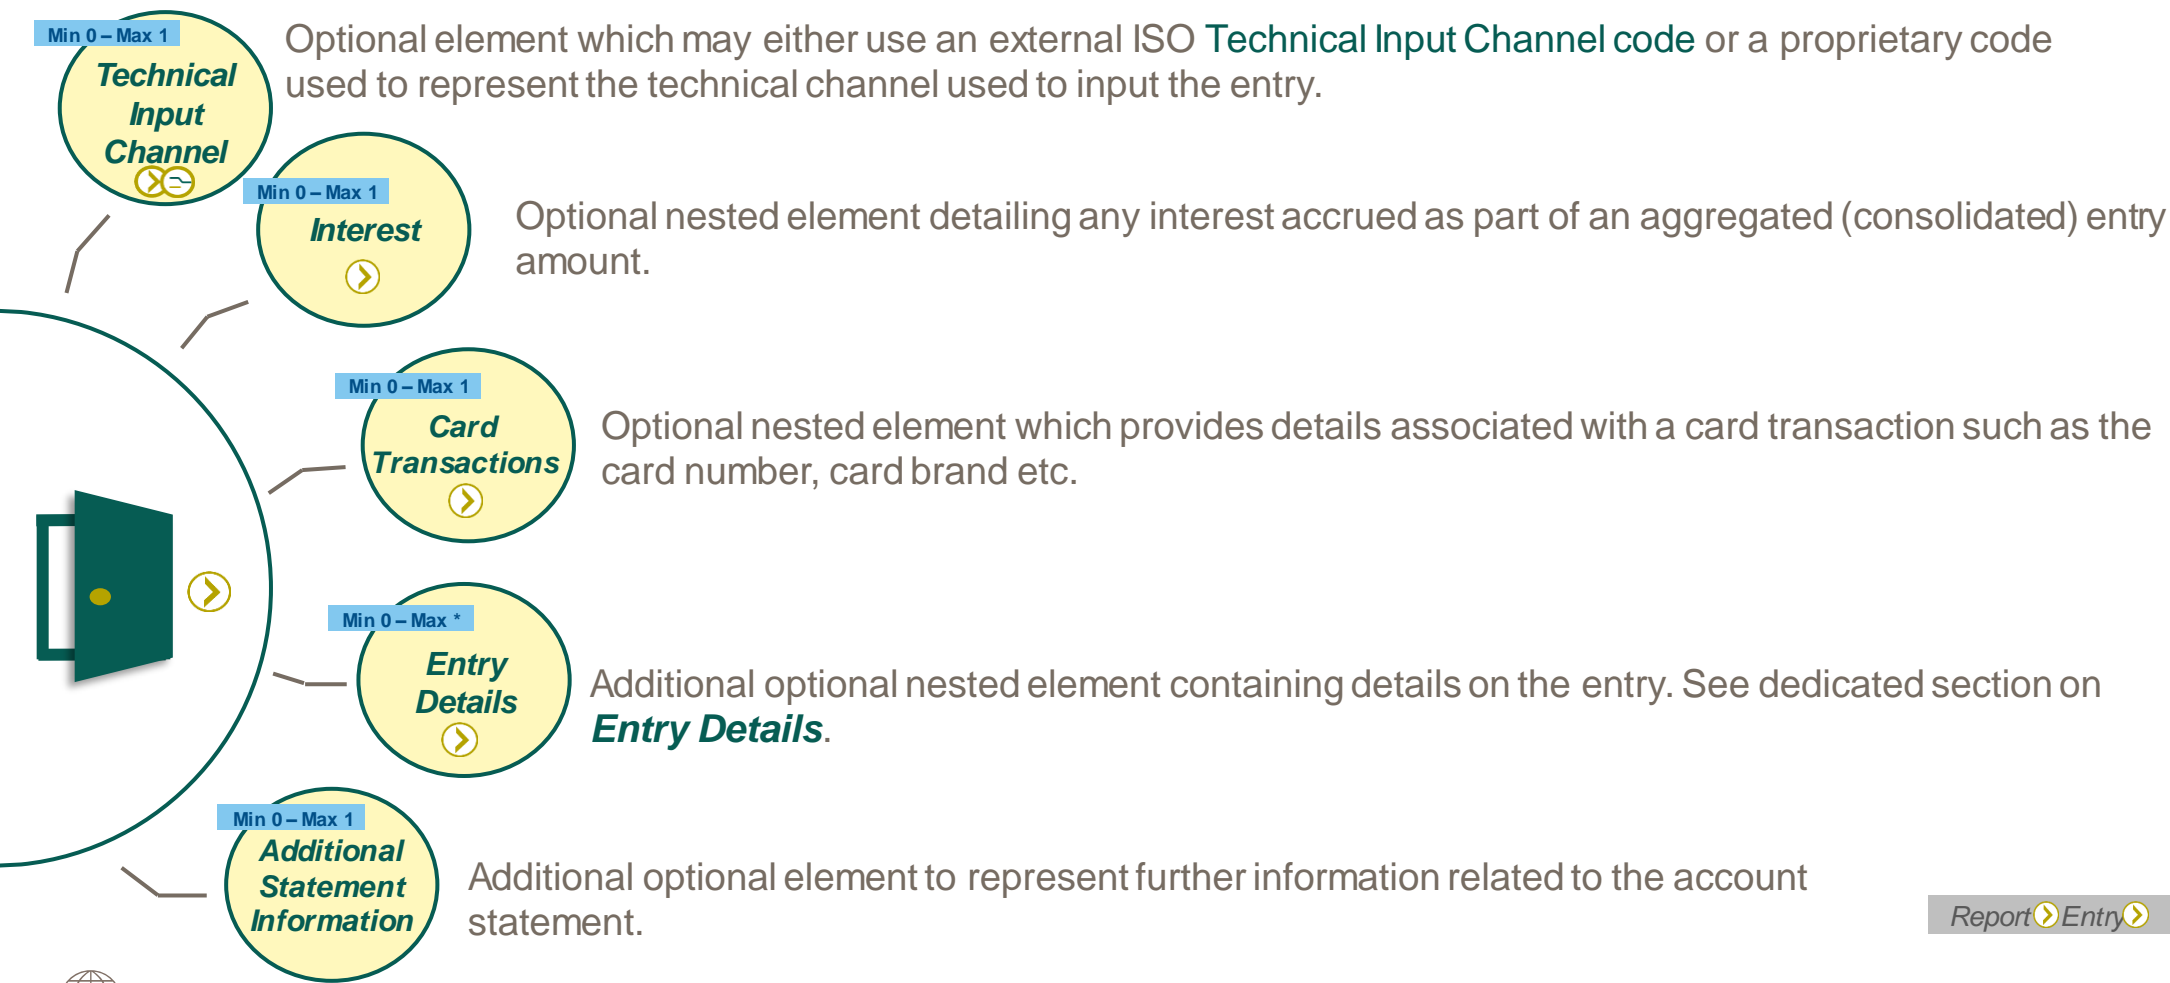 Min 0 – Max 1
Technical
Input
Channel
Optional element which may either use an external ISO Technical Input Channel code or a proprietary code
used to represent the technical channel used to input the entry.
Min 0 – Max 1
Interest
Optional nested element detailing any interest accrued as part of an aggregated (consolidated) entry
amount.
Min 0 – Max 1
Card
Transactions
Optional nested element which provides details associated with a card transaction such as the
card number, card brand etc.
Min 0 – Max *
Entry
Details
Additional optional nested element containing details on the entry. See dedicated section on
Entry Details.
Min 0 – Max 1
Additional
Statement
Information
Additional optional element to represent further information related to the account
statement.
Report Entry